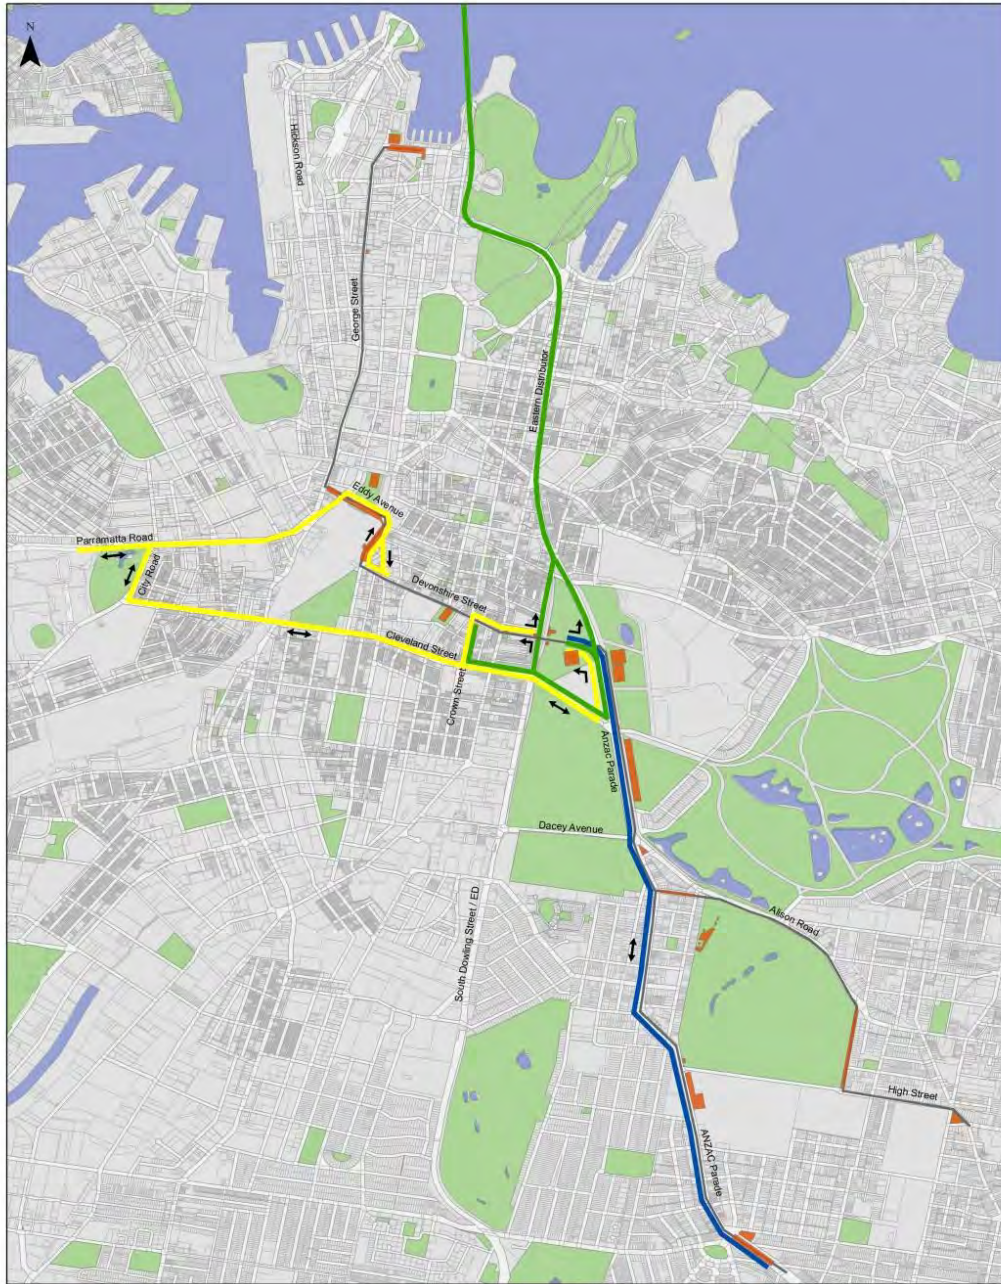 N
Hickson Road
George Street
Eastern Distributor
Eddy Avenue
Parramatta Road
City Road
Devonshire Street
Cleveland Street
Crown Street
Anzac Parade
Dacey Avenue
South Dowling Street / ED
Alison Road
High Street
ANZAC Parade